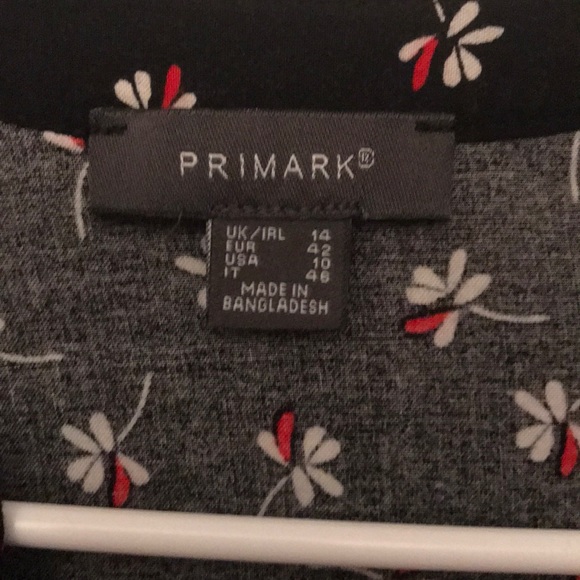 PRIMARK®
UK/IRL 14
EUR 42
USA 10
IT 46
MADE IN
BANGLADESH